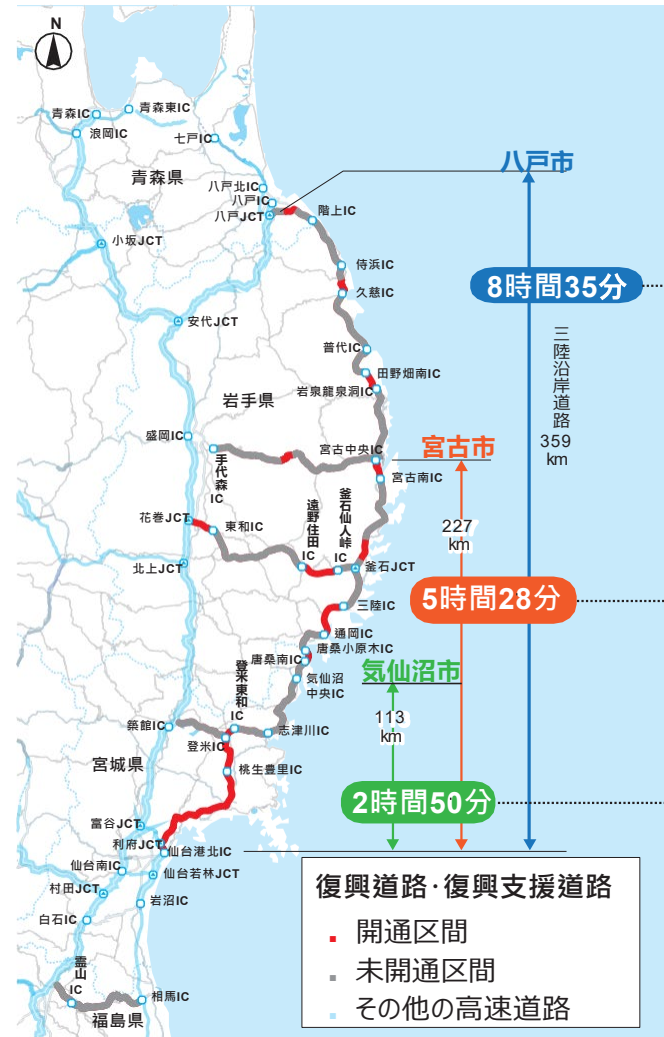 N
青森IC
青森東IC
浪岡IC
七戸IC
青森県
八戸市
八戸北IC
八戸IC
八戸JCT
階上IC
小坂JCT
侍浜IC
久慈IC
8時間35分
安代JCT
三陸沿岸道路
359
km
普代IC
田野畑南IC
岩泉龍泉洞IC
岩手県
盛岡IC
手代森
IC
宮古中央IC
宮古市
宮古南IC
花巻JCT
東和IC
遠野住田
IC
釜石仙人峠
IC
227
km
北上JCT
釜石JCT
5時間28分
三陸IC
通岡IC
唐桑小原木IC
唐桑南IC
気仙沼
中央IC
気仙沼市
登米東和
IC
113
km
築館IC
登米IC
志津川IC
宮城県
桃生豊里IC
2時間50分
富谷JCT
利府JCT
仙台港北IC
仙台南IC
仙台若林JCT
村田JCT
岩沼IC
白石IC
霊山
IC
相馬IC
福島県
復興道路・復興支援道路
開通区間
未開通区間
その他の高速道路